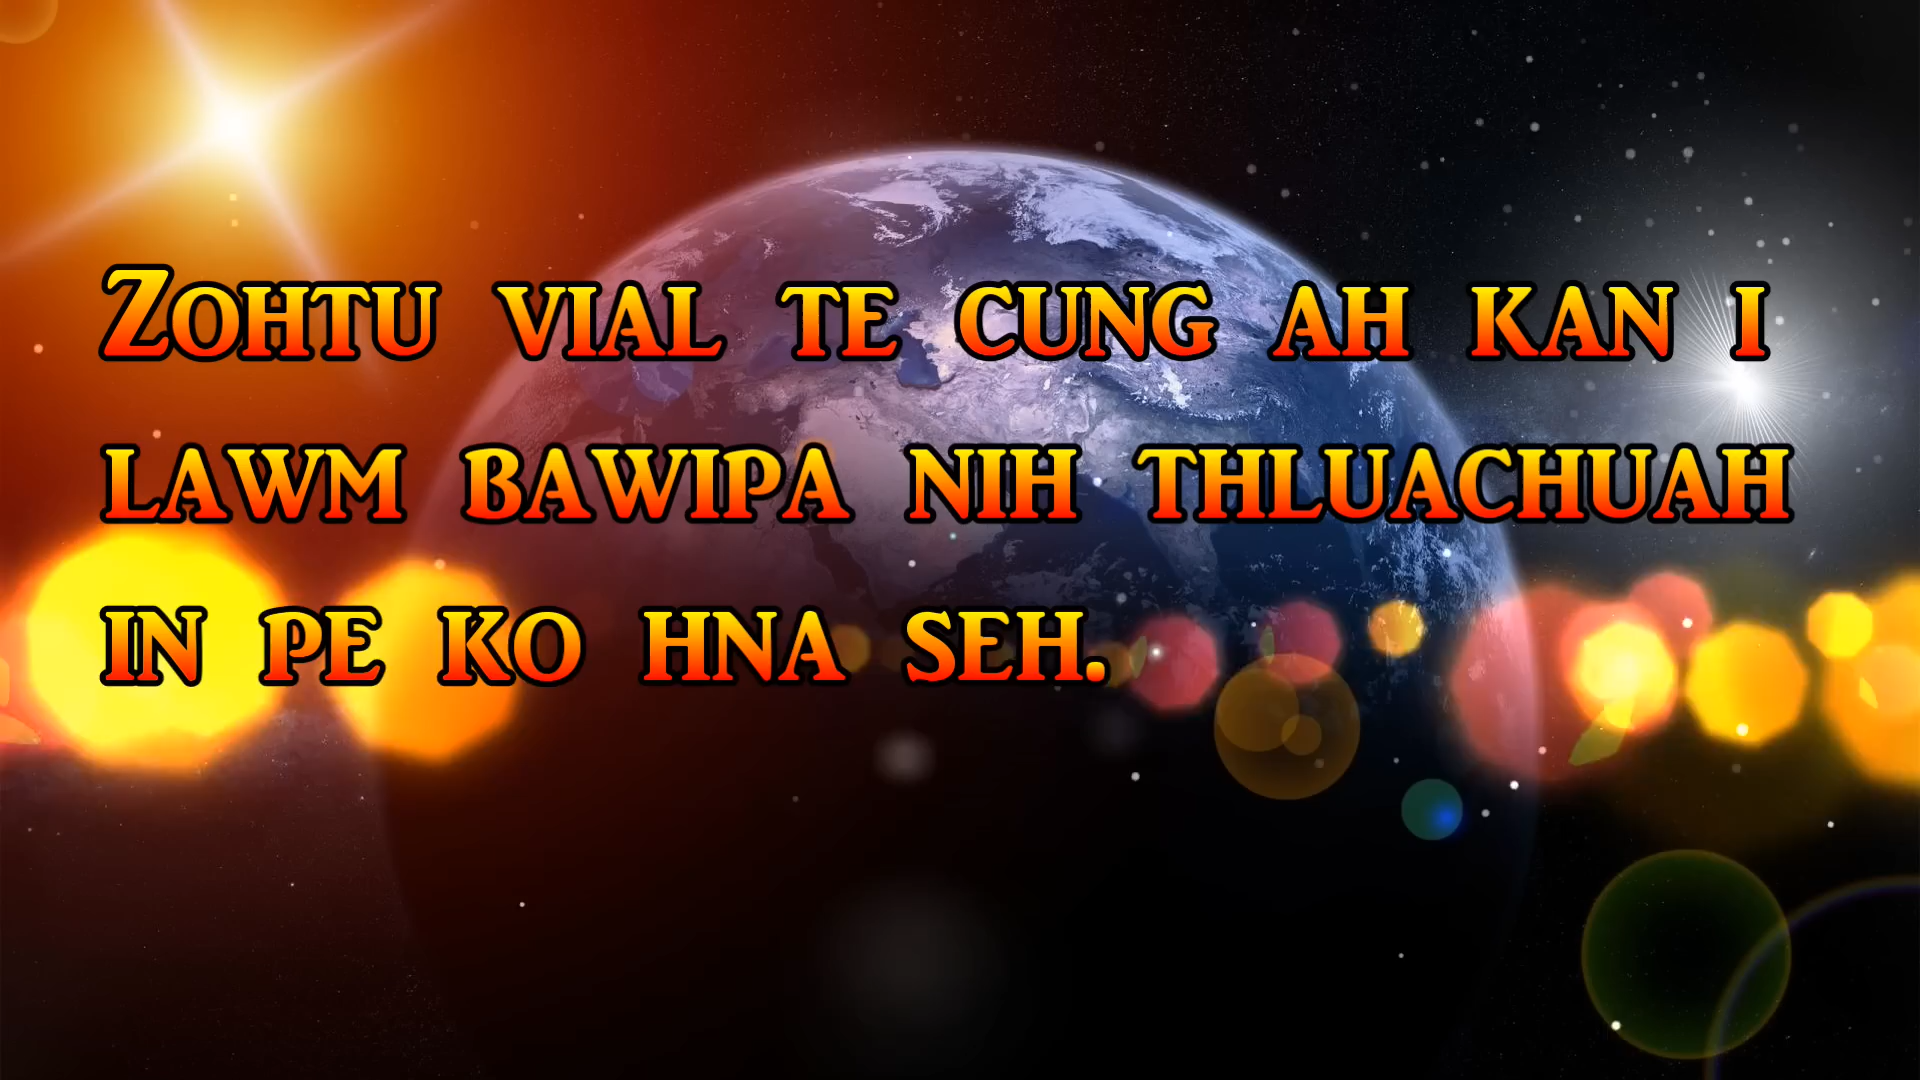 Zohtu vial te cung ah kan i
lawm bawipa nih thluachuah
in pe ko hna seh.